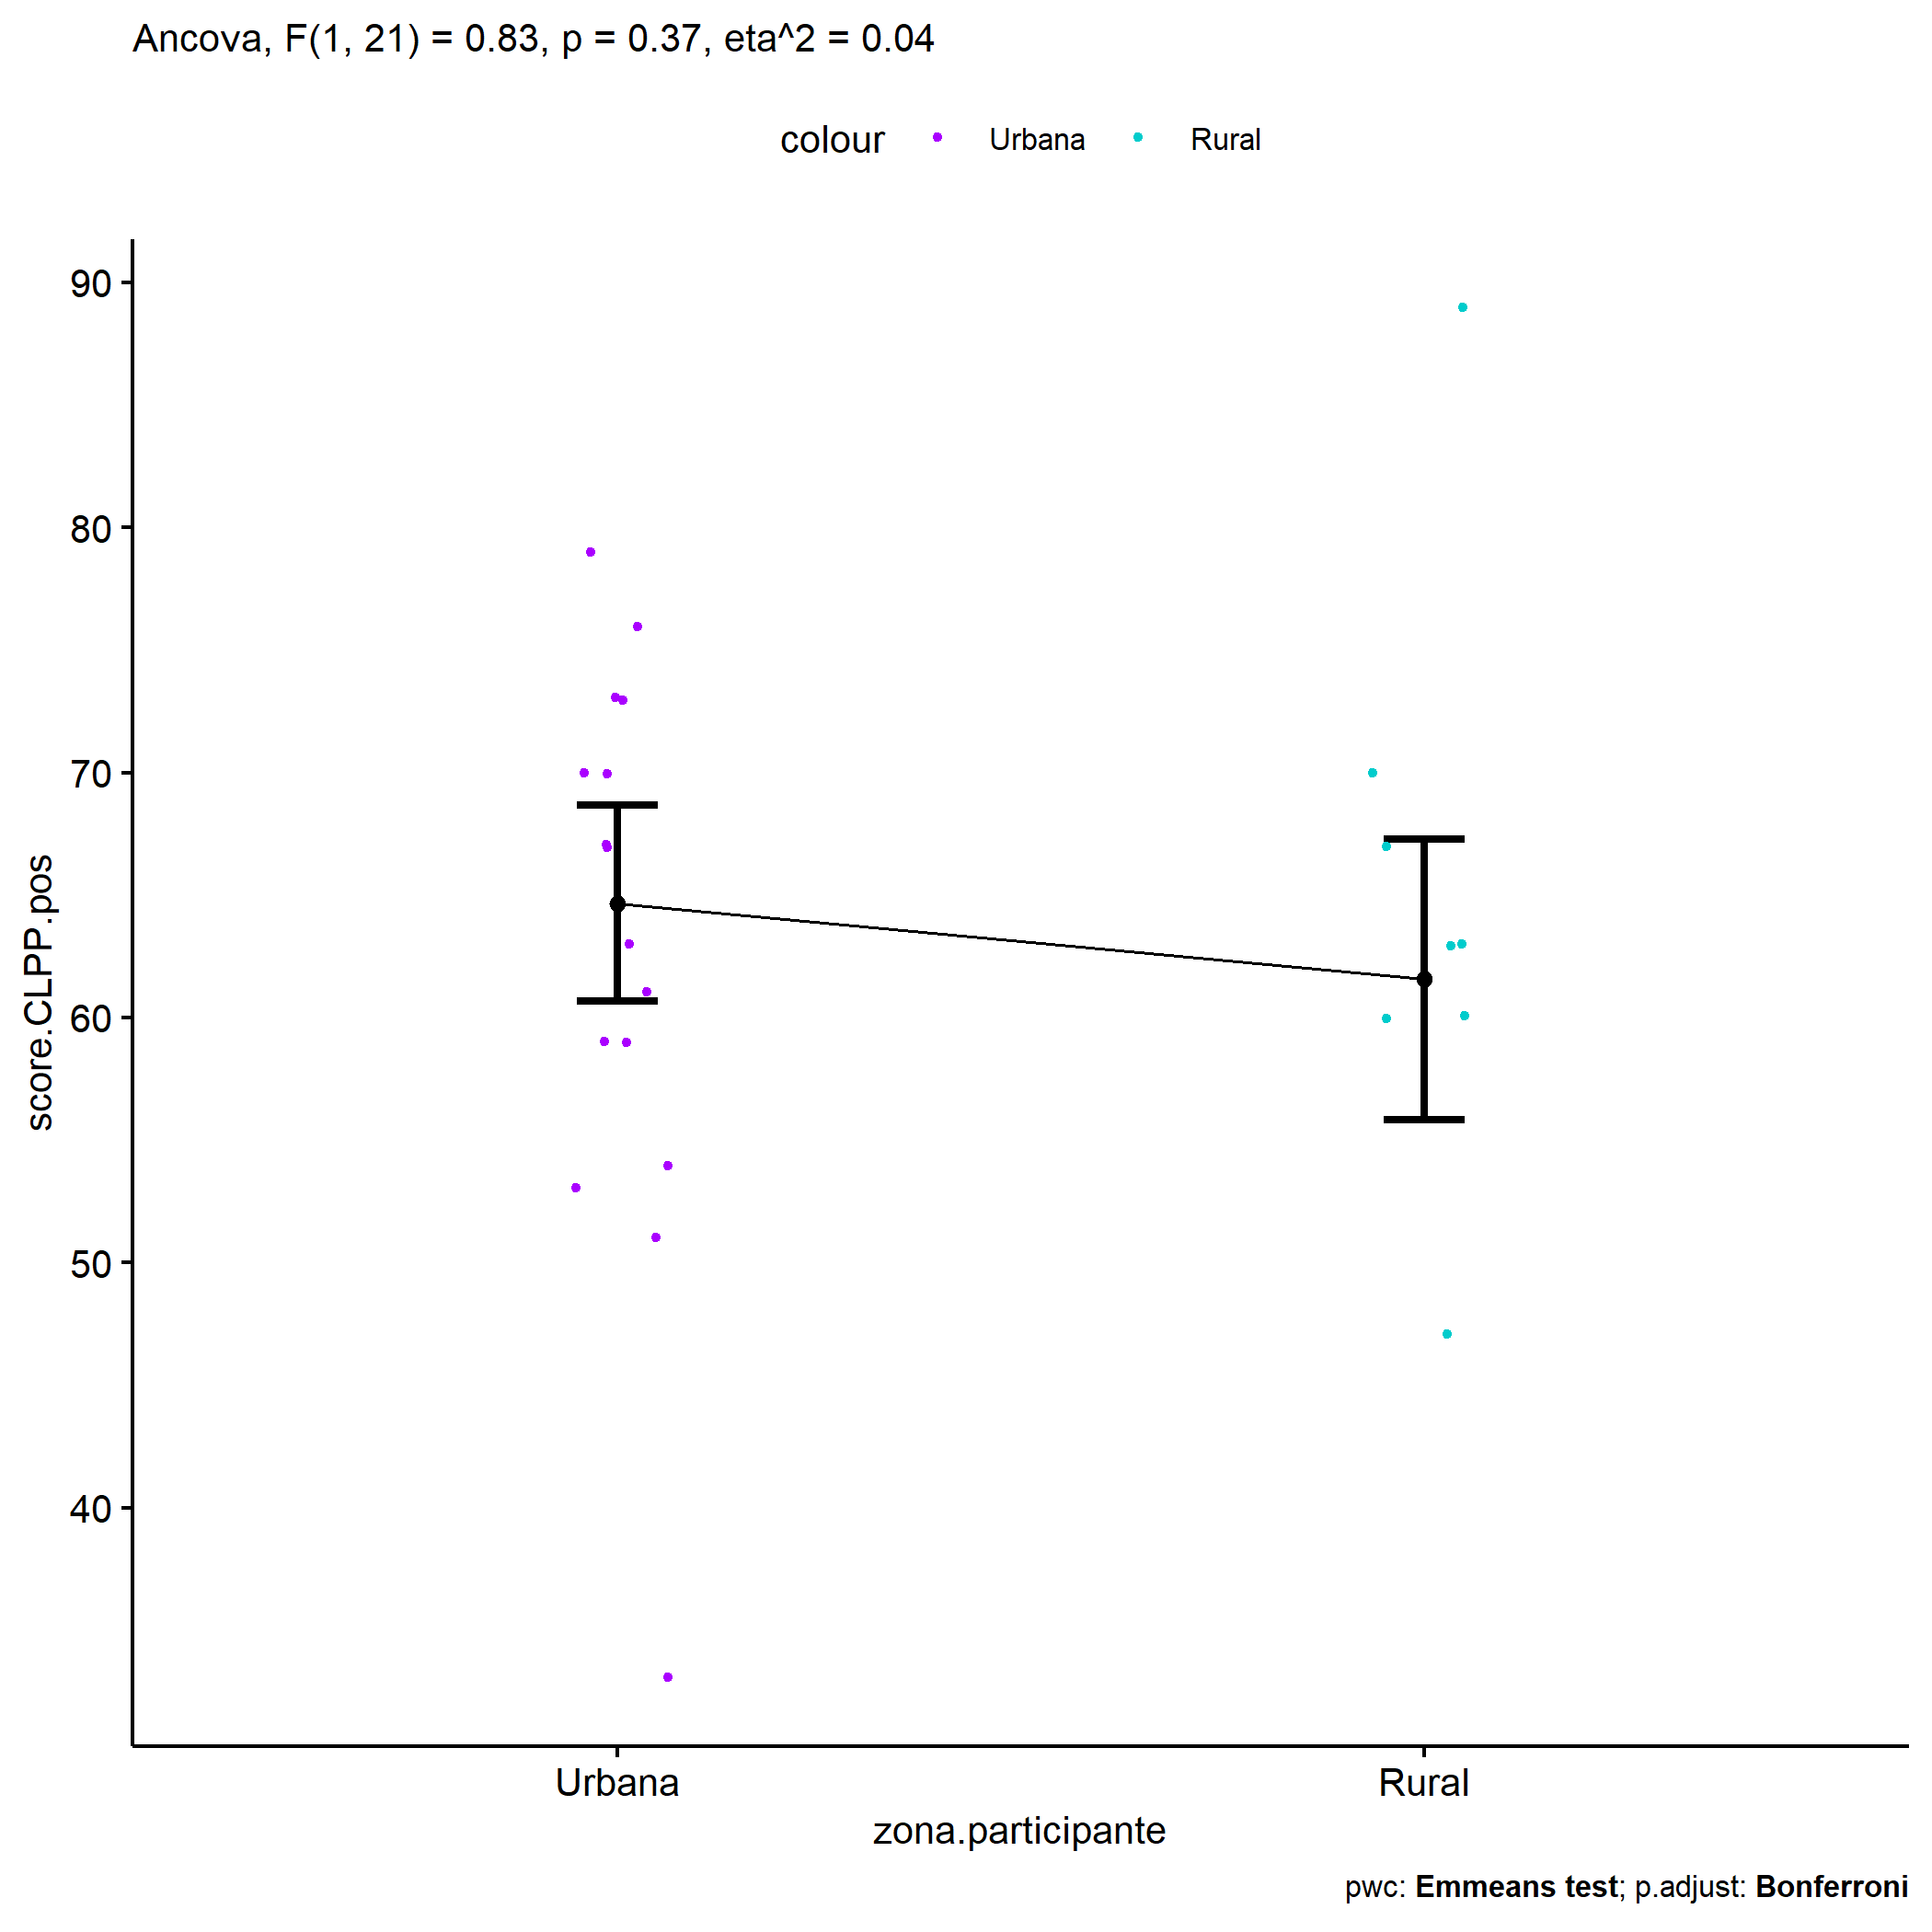 Ancova, F(1, 21) = 0.83, p = 0.37, eta^2 = 0.04
colour Urbana Rural
score.CLPP.pos
90
80
70
60
50
40
Urbana Rural
zona.participante
pwc: Emmeans test; p.adjust: Bonferroni